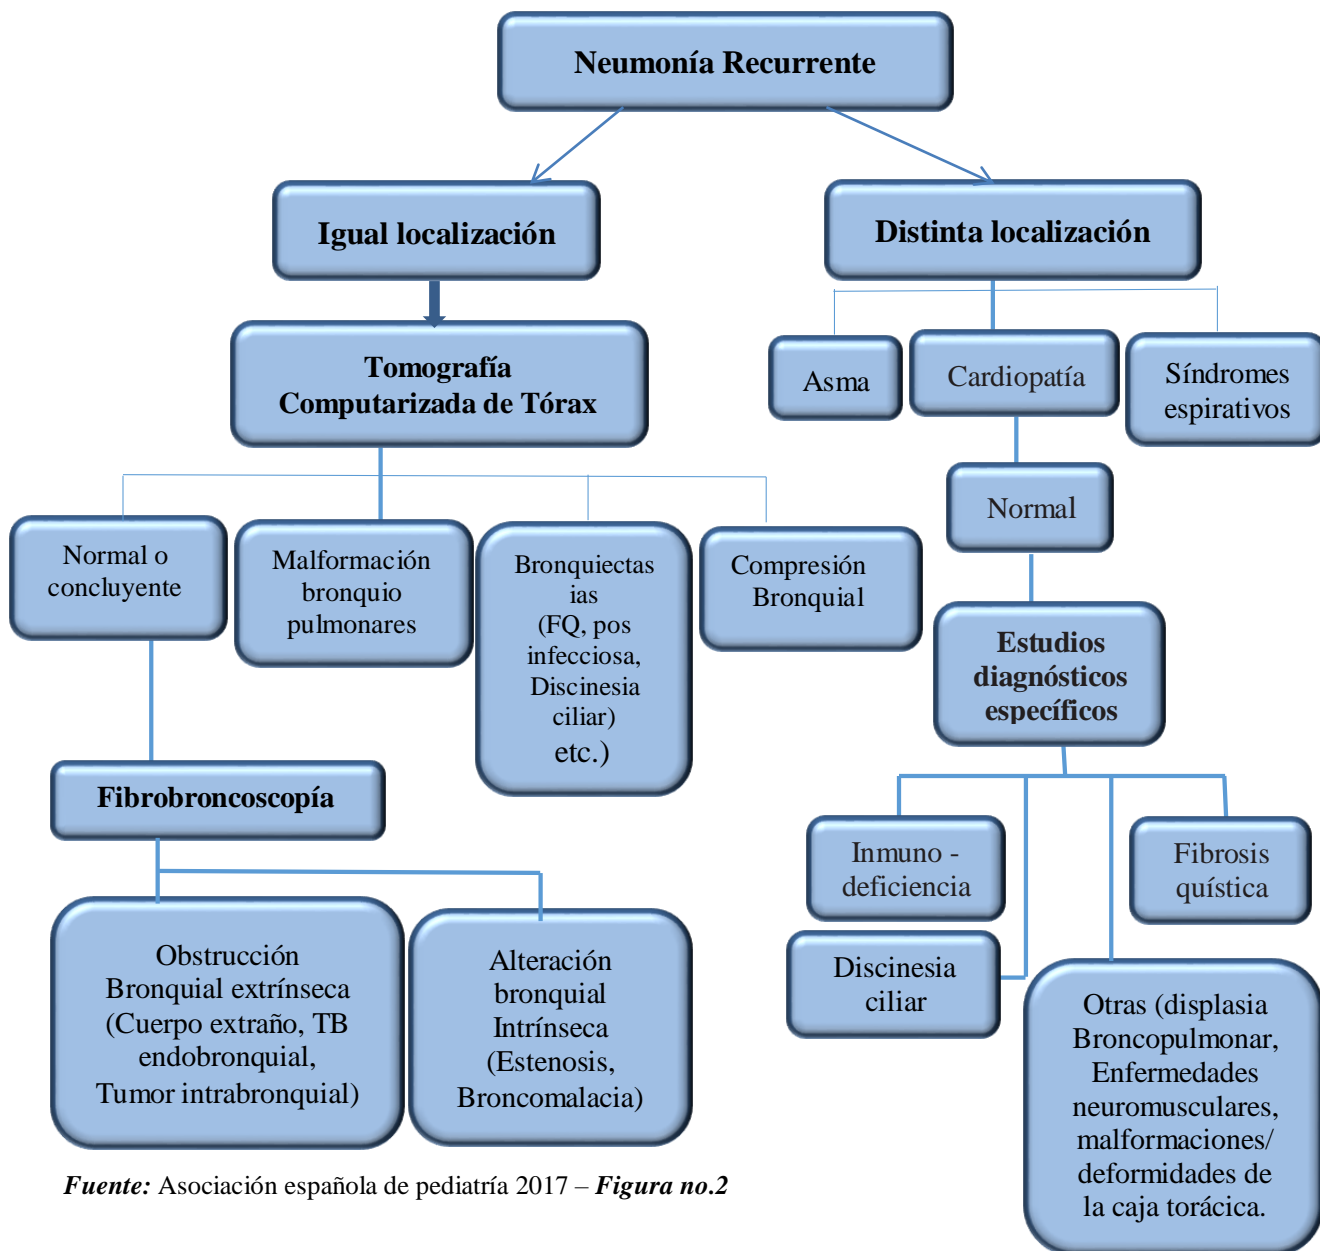 Neumonía Recurrente
Igual localización
Distinta localización
Tomografía
Computarizada de Tórax
Asma
Cardiopatía
Síndromes
espirativos
Normal
Normal o
concluyente
Malformación
bronquio
pulmonares
Bronquiectas
ias
(FQ, pos
infecciosa,
Discinesia
ciliar)
etc.)
Compresión
Bronquial
Estudios
diagnósticos
específicos
Fibrobroncoscopía
Inmuno -
deficiencia
Fibrosis
quística
Discinesia
ciliar
Obstrucción
Bronquial extrínseca
(Cuerpo extraño, TB
endobronquial,
Tumor intrabronquial)
Alteración
bronquial
Intrínseca
(Estenosis,
Broncomalacia)
Otras (displasia
Broncopulmonar,
Enfermedades
neuromusculares,
malformaciones/
deformidades de
la caja torácica.
Fuente: Asociación española de pediatría 2017 – Figura no.2